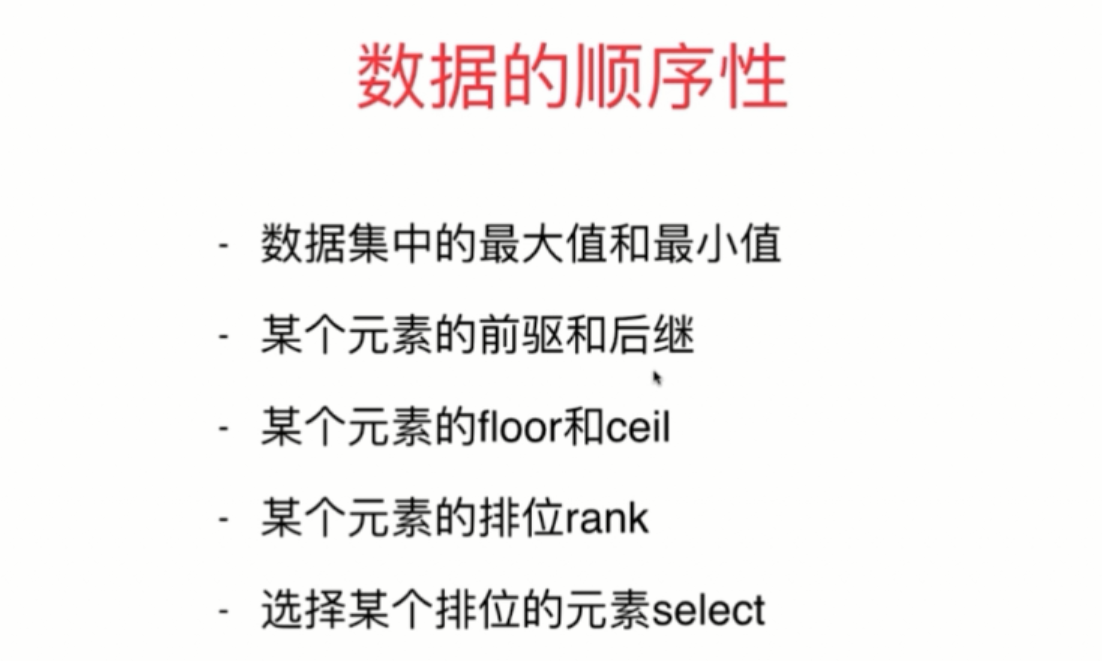 数据的顺序性
- 数据集中的最大值和最小值
- 某个元素的前驱和后继
- 某个元素的floor和ceil
- 某个元素的排位rank
- 选择某个排位的元素select